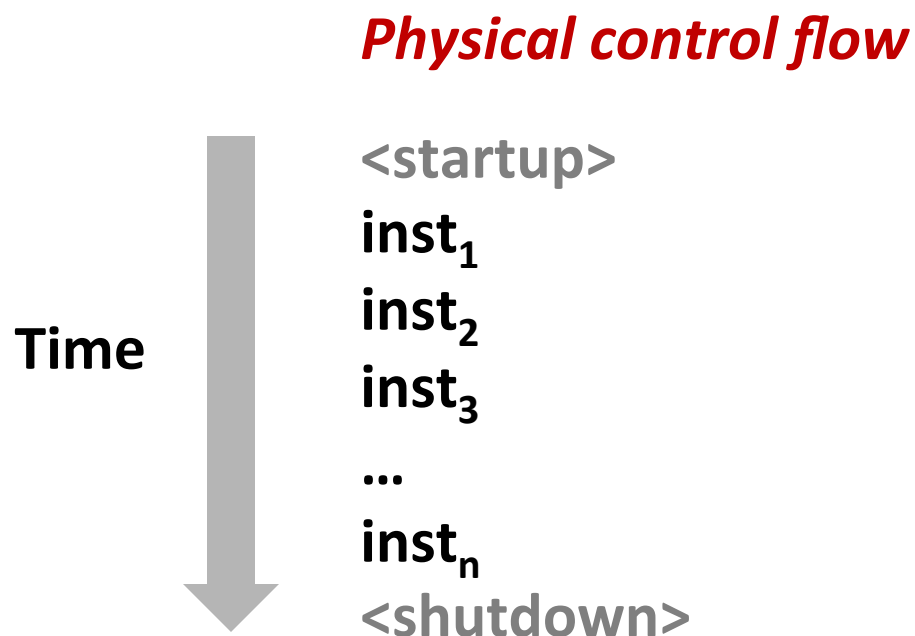 Physical control flow
<startup>
inst₁
inst₂
Time
inst₃
...
instₙ
<shutdown>